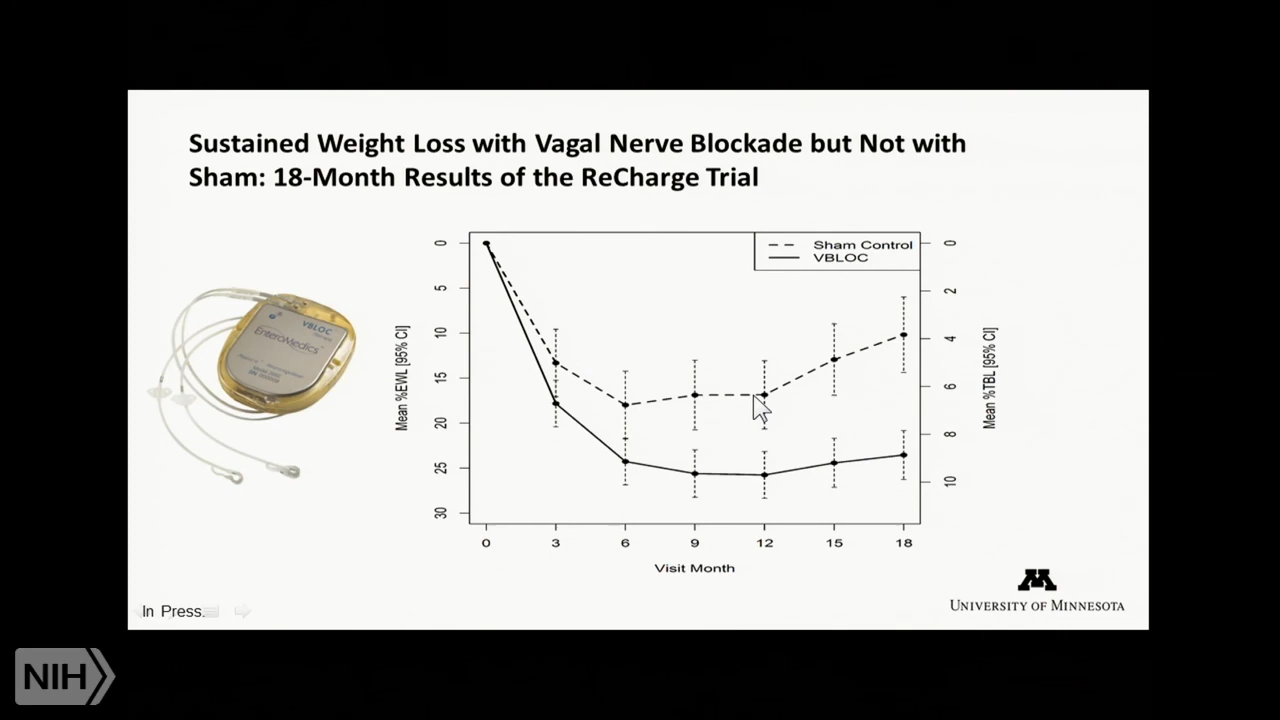 Sustained Weight Loss with Vagal Nerve Blockade but Not with
Sham: 18-Month Results of the ReCharge Trial
VBLOC
EnteroMedics
Sham Control
VBLOC
Mean %EWL [95% CI]
0
5
10
15
20
25
30
0
2
4
6
8
10
Mean %TBL [95% CI]
0 3 6 9 12 15 18
Visit Month
In Press.
M
UNIVERSITY OF MINNESOTA
NIH